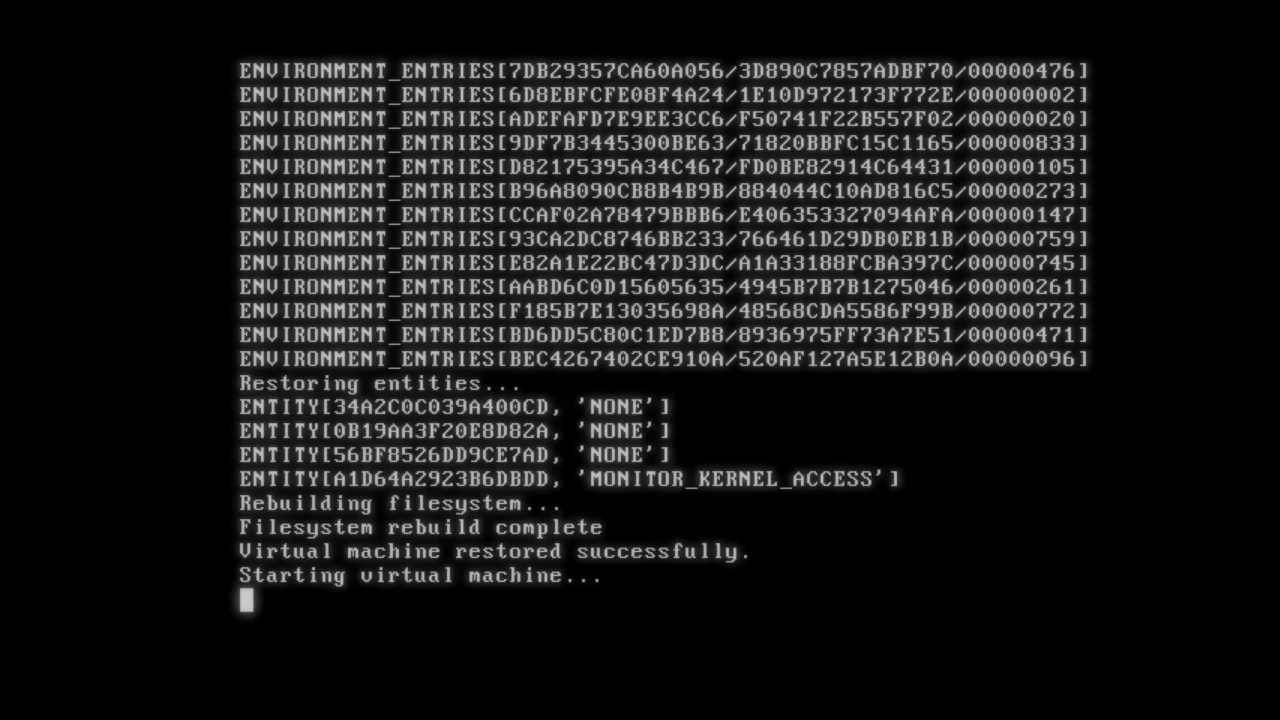 ENVIRONMENT_ENTRIES[7DB29357CA60A056/3D890C7857ADBF70/00000476]
ENVIRONMENT_ENTRIES[6D8EBFCFE08F4A24/1E10D972173F772E/00000002]
ENVIRONMENT_ENTRIES[ADEFAFD7E9EE3CC6/F50741F22B557F02/00000020]
ENVIRONMENT_ENTRIES[9DF7B3445300BE63/71820BBFC15C1165/00000833]
ENVIRONMENT_ENTRIES[D82175395A34C467/FD0BE82914C64431/00000105]
ENVIRONMENT_ENTRIES[B96A8090CB8B4B9B/884044C10AD816C5/00000273]
ENVIRONMENT_ENTRIES[CCAF02A78479BBB6/E406353327094AFA/00000147]
ENVIRONMENT_ENTRIES[93CA2DC8746BB233/766461D29DB0EB1B/00000759]
ENVIRONMENT_ENTRIES[E82A1E22BC47D3DC/A1A33188FCBA397C/00000745]
ENVIRONMENT_ENTRIES[AABD6C0D15605635/4945B7B7B1275046/00000261]
ENVIRONMENT_ENTRIES[F185B7E13035698A/48568CDA5586F99B/00000772]
ENVIRONMENT_ENTRIES[BD6DD5C80C1ED7B8/8936975FF73A7E51/00000471]
ENVIRONMENT_ENTRIES[BEC4267402CE910A/520AF127A5E12B0A/00000096]
Restoring entities...
ENTITY[34A2C0C039A400CD, 'NONE']
ENTITY[0B19AA3F20E8D82A, 'NONE']
ENTITY[56BF8526DD9CE7AD, 'NONE']
ENTITY[A1D64A2923B6DBDD, 'MONITOR_KERNEL_ACCESS']
Rebuilding filesystem...
Filesystem rebuild complete
Virtual machine restored successfully.
Starting virtual machine...